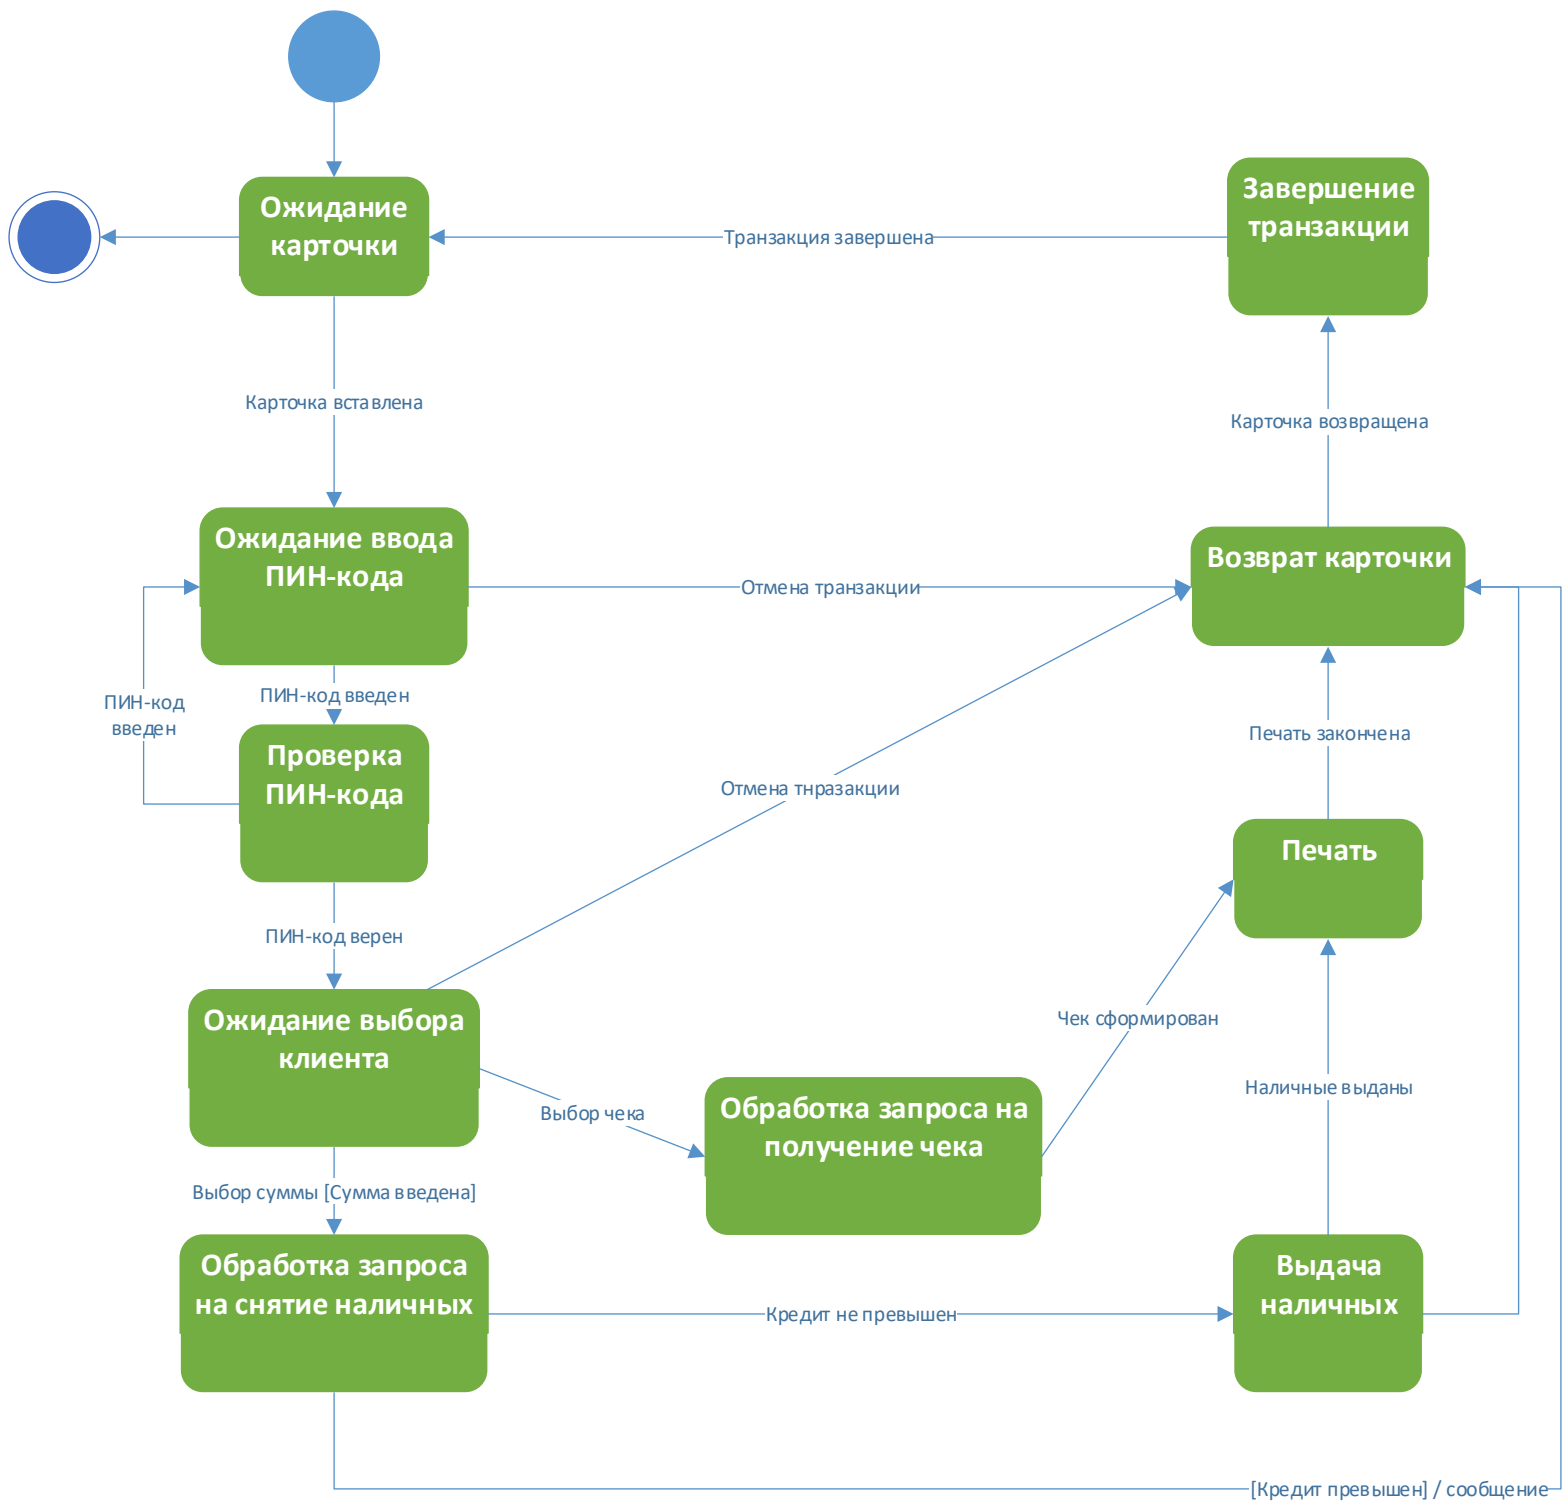 Ожидание
карточки
Транзакция завершена
Завершение
транзакции
Карточка вставлена
Карточка возвращена
Ожидание ввода
ПИН-кода
Отмена транзакции
Возврат карточки
ПИН-код введен
ПИН-код
введен
Проверка
ПИН-кода
Отмена тнразакции
Печать закончена
Печать
ПИН-код верен
Ожидание выбора
клиента
Чек сформирован
Выбор чека
Обработка запроса на
получение чека
Наличные выданы
Выбор суммы [Сумма введена]
Обработка запроса
на снятие наличных
Кредит не превышен
Выдача
наличных
[Кредит превышен] / сообщение